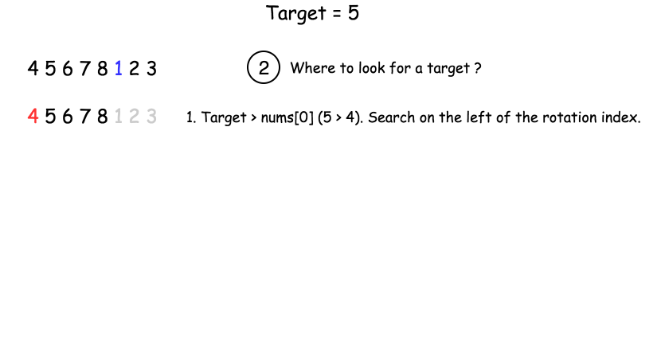 Target = 5
4 5 6 7 8 1 2 3
2 Where to look for a target ?
4 5 6 7 8 1 2 3
1. Target > nums[0] (5 > 4). Search on the left of the rotation index.